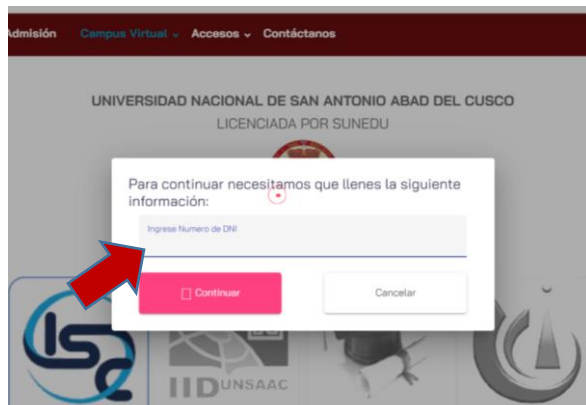 Admisión Campus Virtual Accesos Contáctanos
UNIVERSIDAD NACIONAL DE SAN ANTONIO ABAD DEL CUSCO
LICENCIADA POR SUNEDU
Para continuar necesitamos que llenes la siguiente
información:
Ingrese Numero de DNI
Continuar Cancelar
IIDUNSAAC